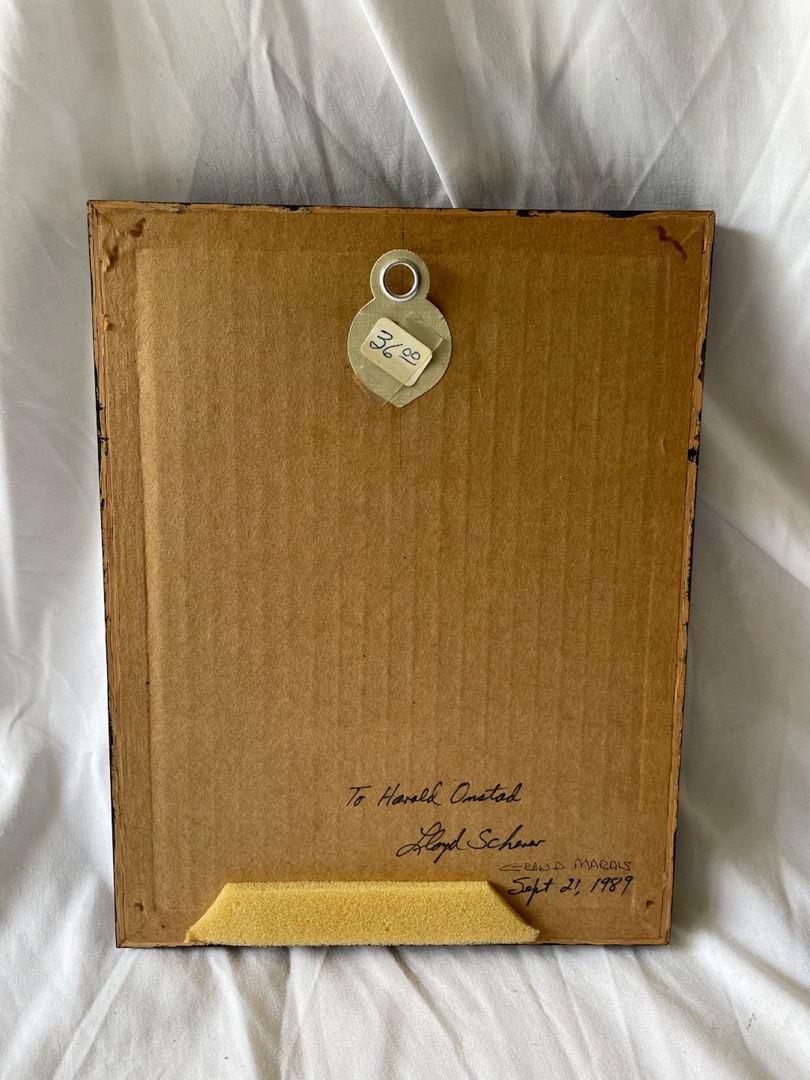 36 00
To Harold Onstad
Lloyd Scherer
GRAND MARAIS
Sept 21, 1989